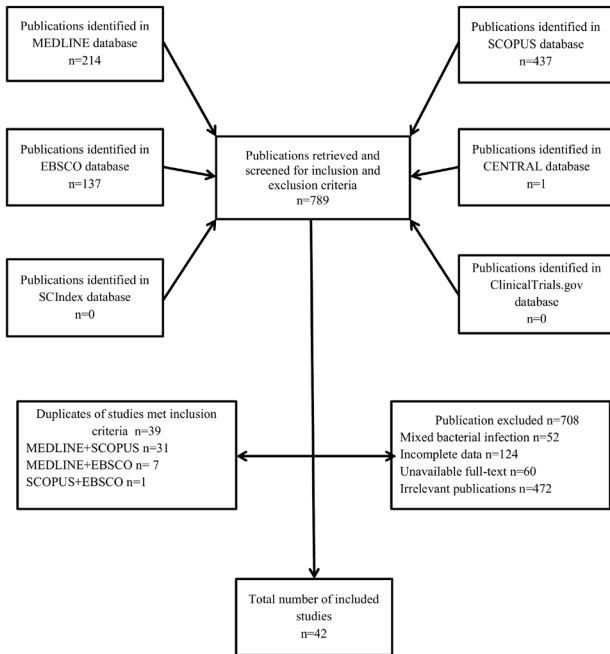 Publications identified in
MEDLINE database
n=214
Publications identified in
SCOPUS database
n=437
Publications identified in
EBSCO database
n=137
Publications retrieved and
screened for inclusion and
exclusion criteria
n=789
Publications identified in
CENTRAL database
n=1
Publications identified in
SCIndex database
n=0
Publications identified in
ClinicalTrials.gov
database
n=0
Duplicates of studies met inclusion
criteria n=39
MEDLINE+SCOPUS n=31
MEDLINE+EBSCO n= 7
SCOPUS+EBSCO n=1
Publication excluded n=708
Mixed bacterial infection n=52
Incomplete data n=124
Unavailable full-text n=60
Irrelevant publications n=472
Total number of included
studies
n=42